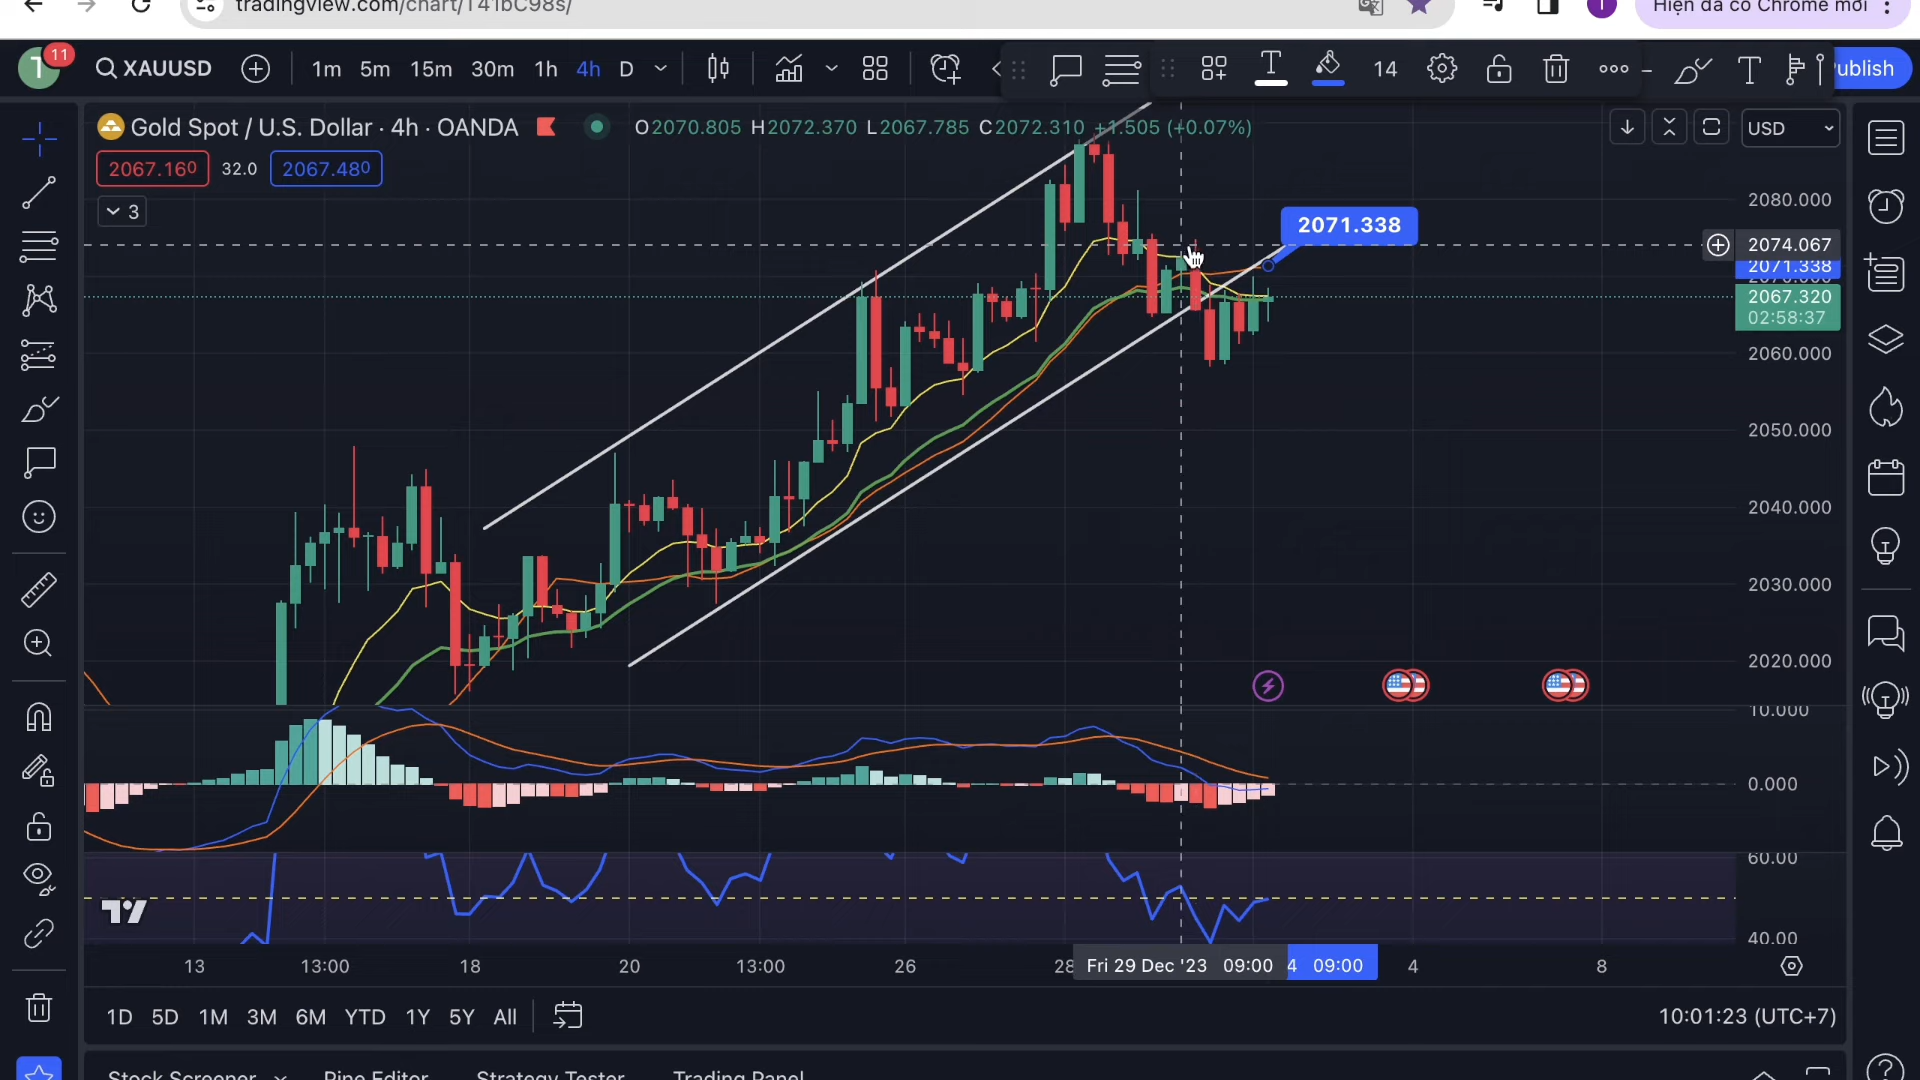 tradingview.com/chart/T41bC98s/
Hiện đã có Chrome mới
11
1
XAUUSD 1m 5m 15m 30m 1h 4h D 14 ublish
Gold Spot / U.S. Dollar · 4h · OANDA O2070.805 H2072.370 L2067.785 C2072.310 +1.505 (+0.07%) USD
2067.160 32.0 2067.480
3
2080.000
2071.338
2074.067
2071.338
2067.320
02:58:37
2060.000
2050.000
2040.000
2030.000
2020.000
10.000
0.000
60.00
40.00
13 13:00 18 20 13:00 26 28 Fri 29 Dec '23 09:00 4 09:00 4 8
1D 5D 1M 3M 6M YTD 1Y 5Y All 10:01:23 (UTC+7)
Stock Screener Pine Editor Strategy Tester Trading Panel